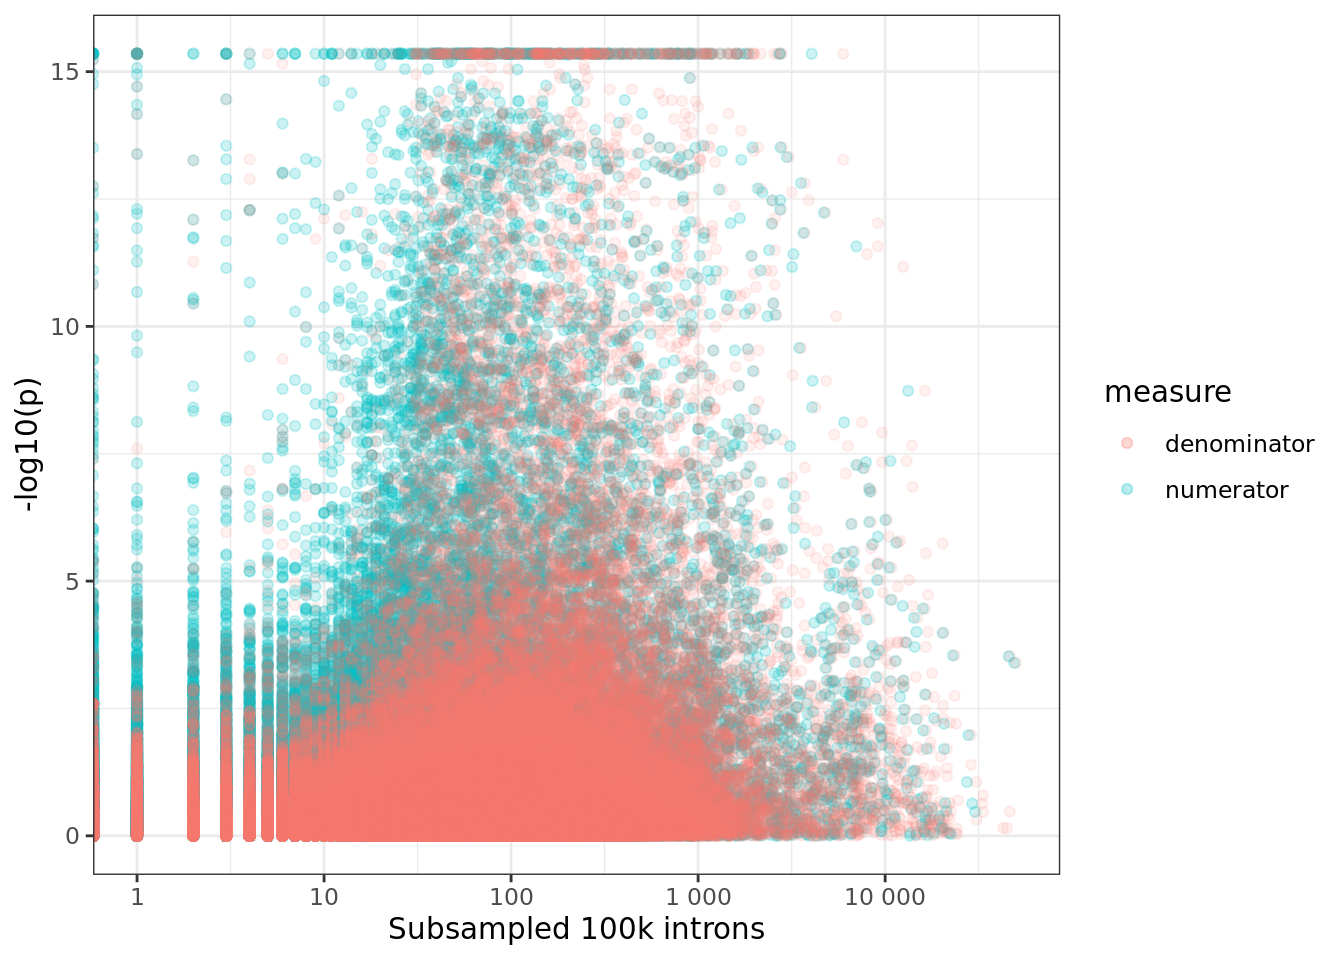 15
10
5
0
-log10(p)
1 10 100 1 000 10 000
Subsampled 100k introns
measure
denominator
numerator